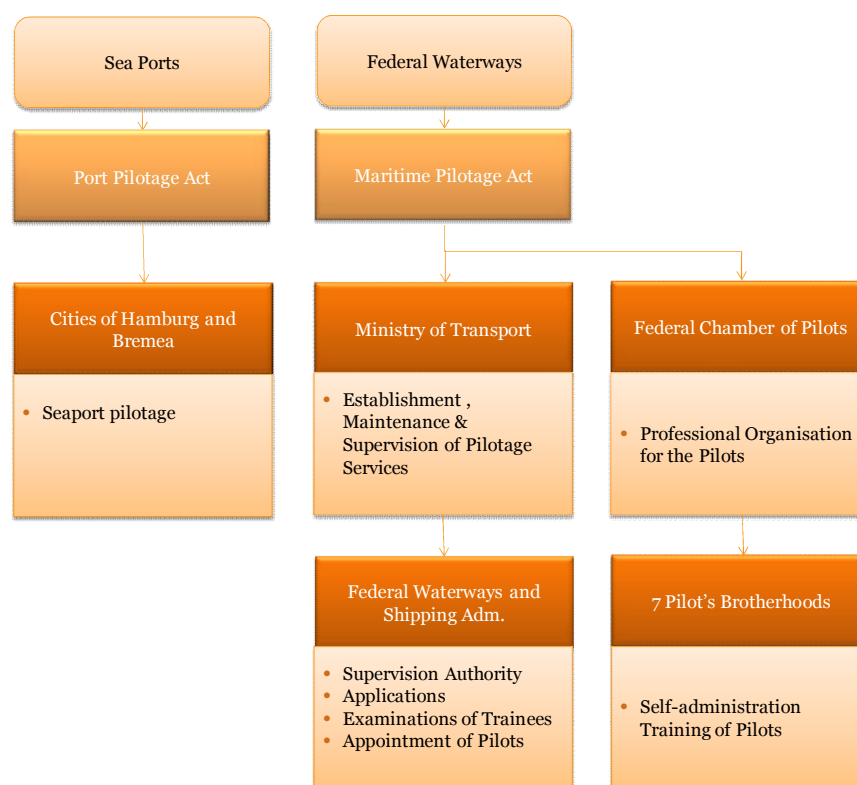 Sea Ports
Federal Waterways
Port Pilotage Act
Maritime Pilotage Act
Cities of Hamburg and
Bremea
• Seaport pilotage
Ministry of Transport
• Establishment ,
Maintenance &
Supervision of Pilotage
Services
Federal Chamber of Pilots
• Professional Organisation
for the Pilots
Federal Waterways and
Shipping Adm.
• Supervision Authority
• Applications
• Examinations of Trainees
• Appointment of Pilots
7 Pilot's Brotherhoods
• Self-administration
Training of Pilots